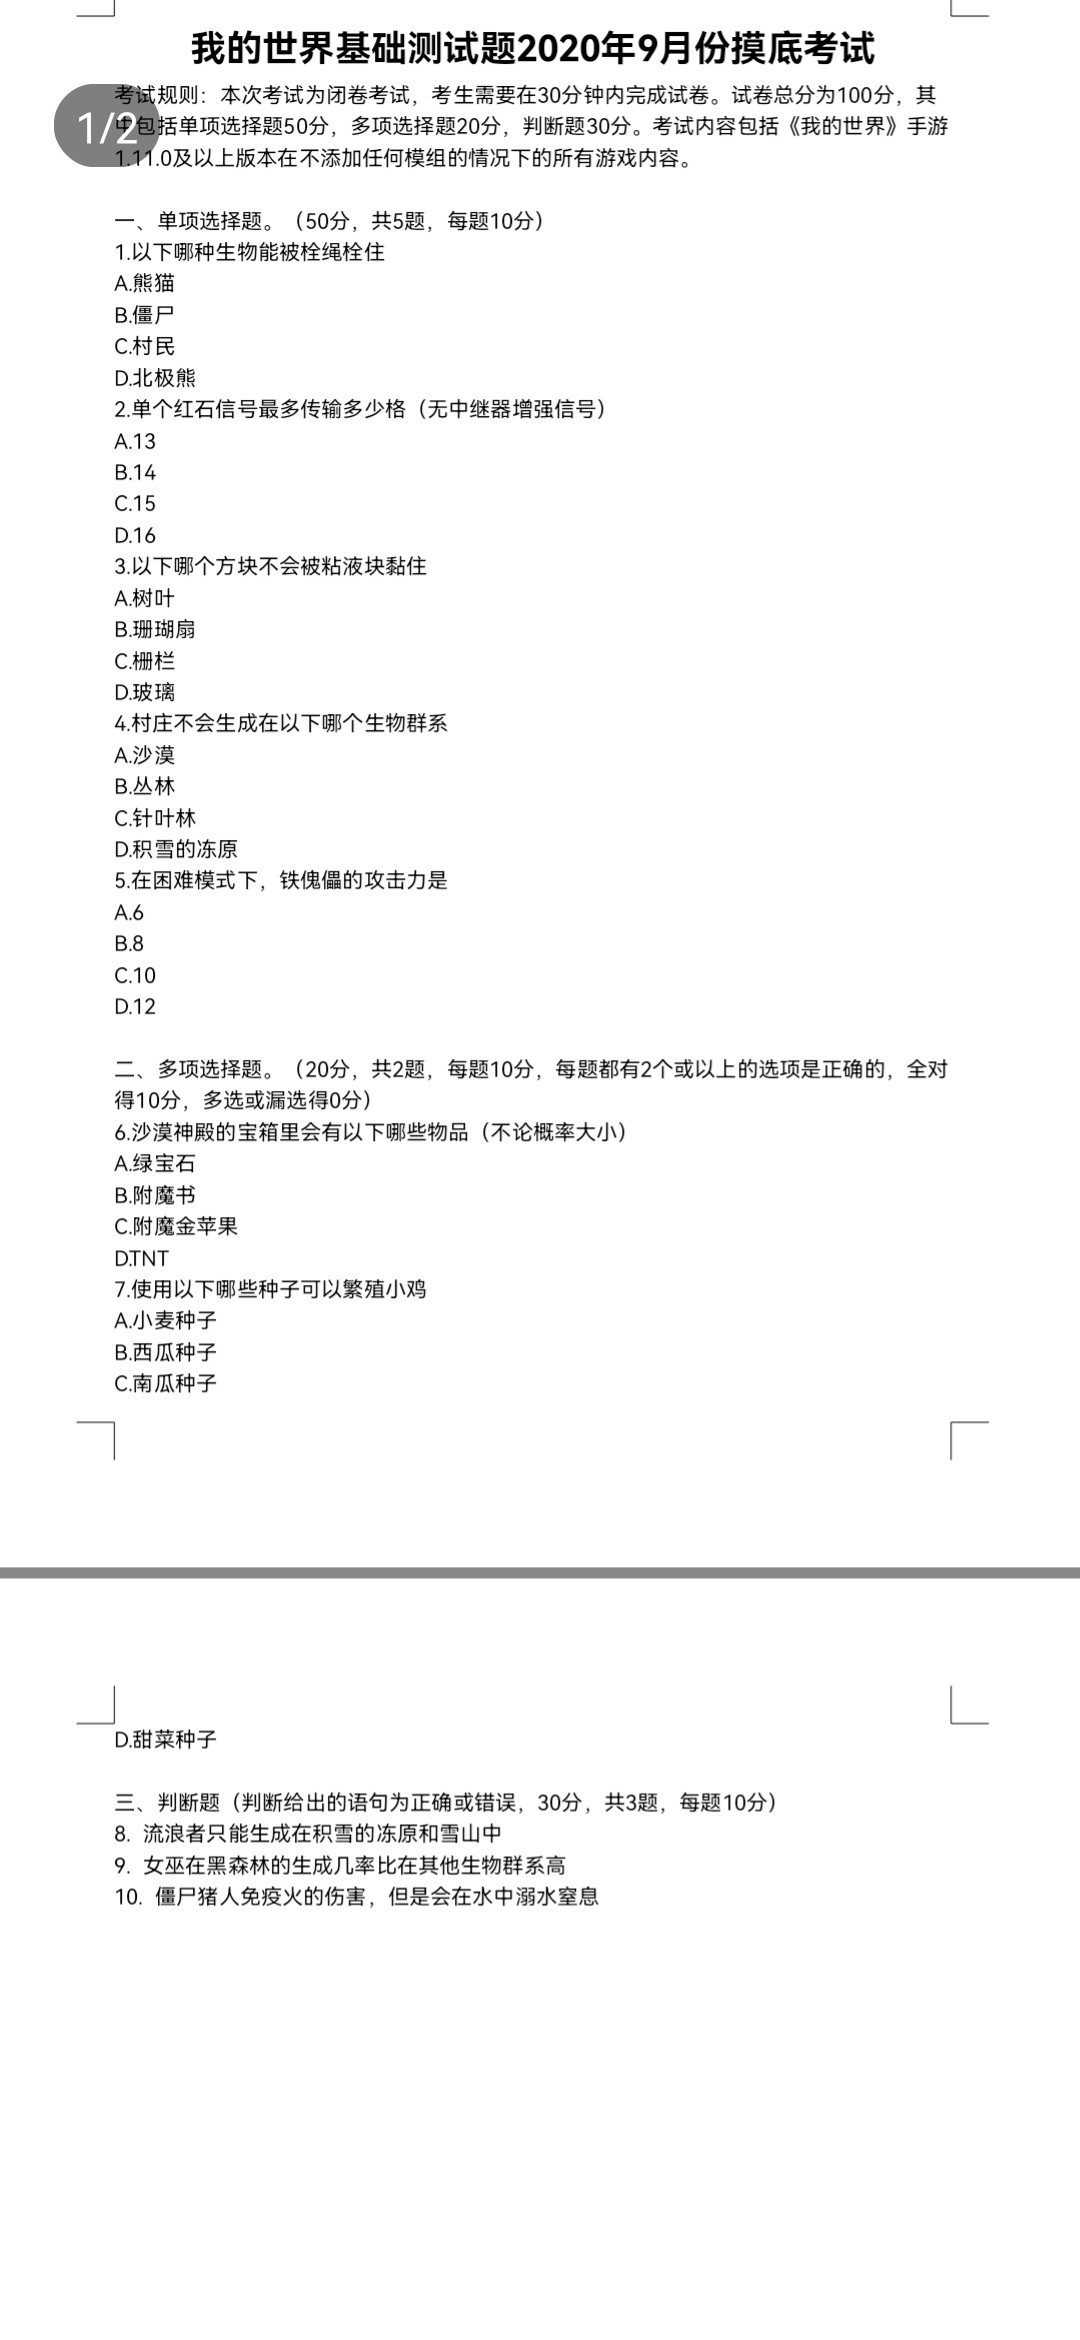 我的世界基础测试题2020年9月份摸底考试
考试规则：本次考试为闭卷考试，考生需要在30分钟内完成试卷。试卷总分为100分，其
中包括单项选择题50分，多项选择题20分，判断题30分。考试内容包括《我的世界》手游
1/2
1.11.0及以上版本在不添加任何模组的情况下的所有游戏内容。
一、单项选择题。（50分，共5题，每题10分）
1.以下哪种生物能被栓绳栓住
A.熊猫
B.僵尸
C.村民
D.北极熊
2.单个红石信号最多传输多少格（无中继器增强信号）
A.13
B.14
C.15
D.16
3.以下哪个方块不会被粘液块黏住
A.树叶
B.珊瑚扇
C.栅栏
D.玻璃
4.村庄不会生成在以下哪个生物群系
A.沙漠
B.丛林
C.针叶林
D.积雪的冻原
5.在困难模式下，铁傀儡的攻击力是
A.6
B.8
C.10
D.12
二、多项选择题。（20分，共2题，每题10分，每题都有2个或以上的选项是正确的，全对
得10分，多选或漏选得0分）
6.沙漠神殿的宝箱里会有以下哪些物品（不论概率大小）
A.绿宝石
B.附魔书
C.附魔金苹果
D.TNT
7.使用以下哪些种子可以繁殖小鸡
A.小麦种子
B.西瓜种子
C.南瓜种子
D.甜菜种子
三、判断题（判断给出的语句为正确或错误，30分，共3题，每题10分）
8. 流浪者只能生成在积雪的冻原和雪山中
9. 女巫在黑森林的生成几率比在其他生物群系高
10. 僵尸猪人免疫火的伤害，但是会在水中溺水窒息